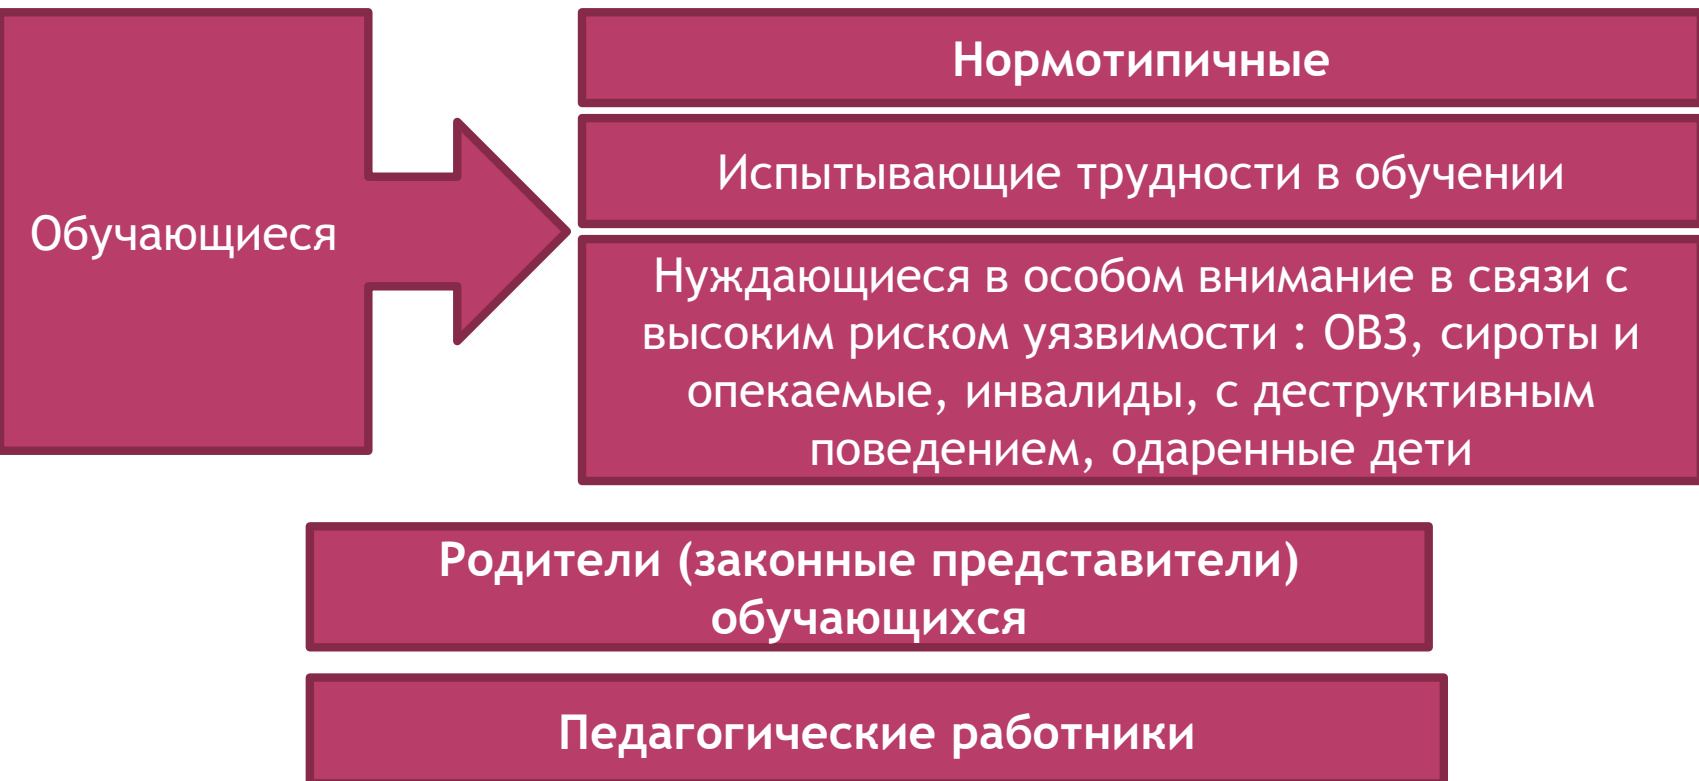 Обучающиеся
Нормотипичные
Испытывающие трудности в обучении
Нуждающиеся в особом внимание в связи с
высоким риском уязвимости : ОВЗ, сироты и
опекаемые, инвалиды, с деструктивным
поведением, одаренные дети
Родители (законные представители)
обучающихся
Педагогические работники